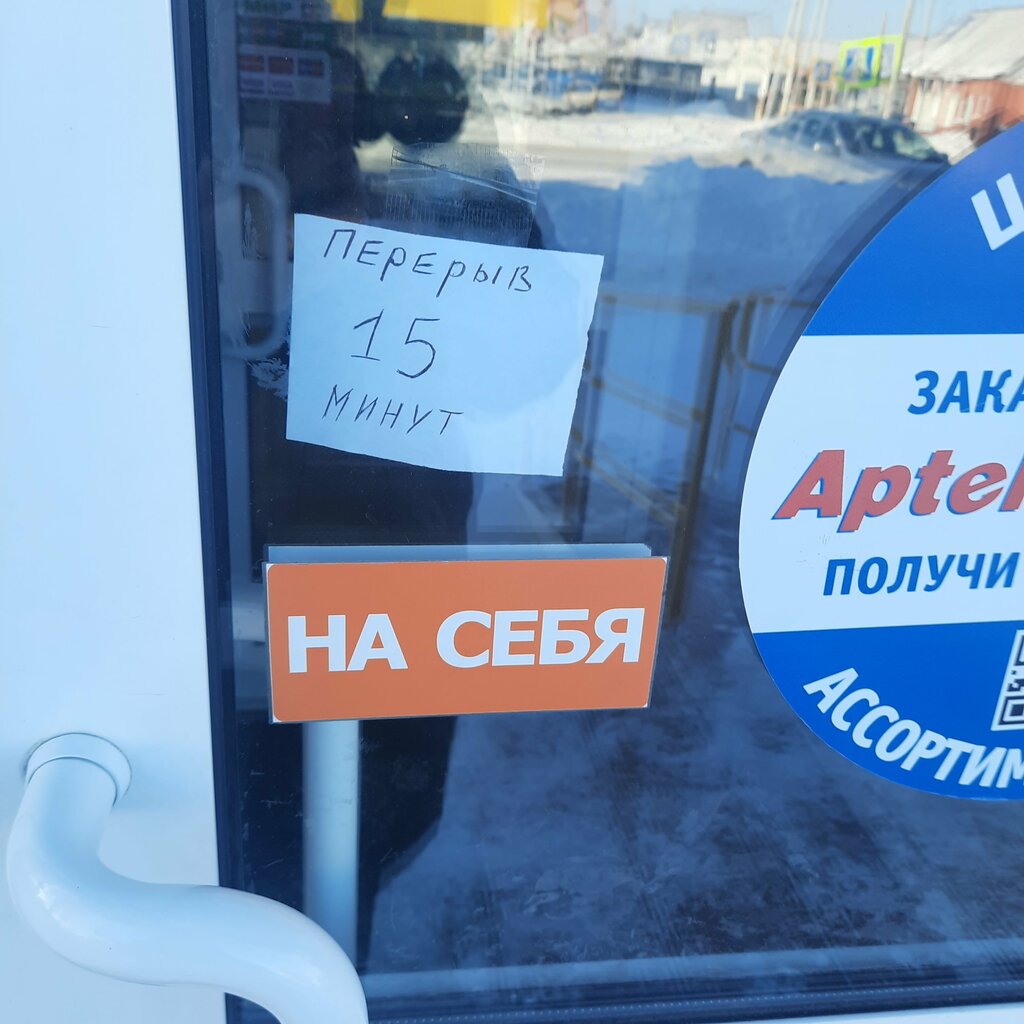 ПЕРЕРЫВ
15
МИНУТ
НА СЕБЯ
ЗАКА
Aptek
ПОЛУЧИ
АССОРТИМ